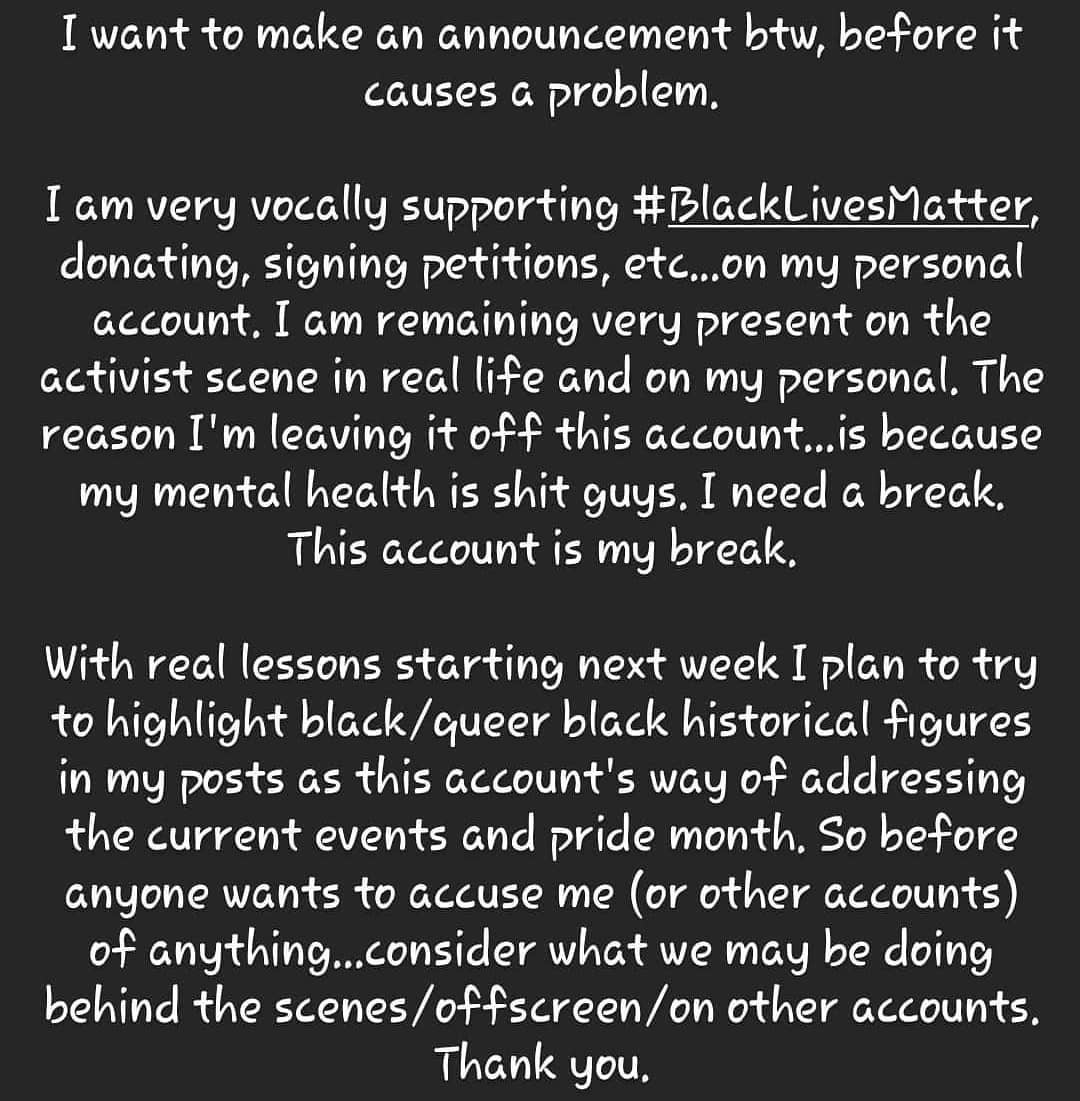 I want to make an announcement btw, before it
causes a problem.
I am very vocally supporting #BlackLivesMatter,
donating, signing petitions, etc...on my personal
account. I am remaining very present on the
activist scene in real life and on my personal. The
reason I'm leaving it off this account...is because
my mental health is shit guys. I need a break.
This account is my break.
With real lessons starting next week I plan to try
to highlight black/queer black historical figures
in my posts as this account's way of addressing
the current events and pride month. So before
anyone wants to accuse me (or other accounts)
of anything...consider what we may be doing
behind the scenes/offscreen/on other accounts.
Thank you.